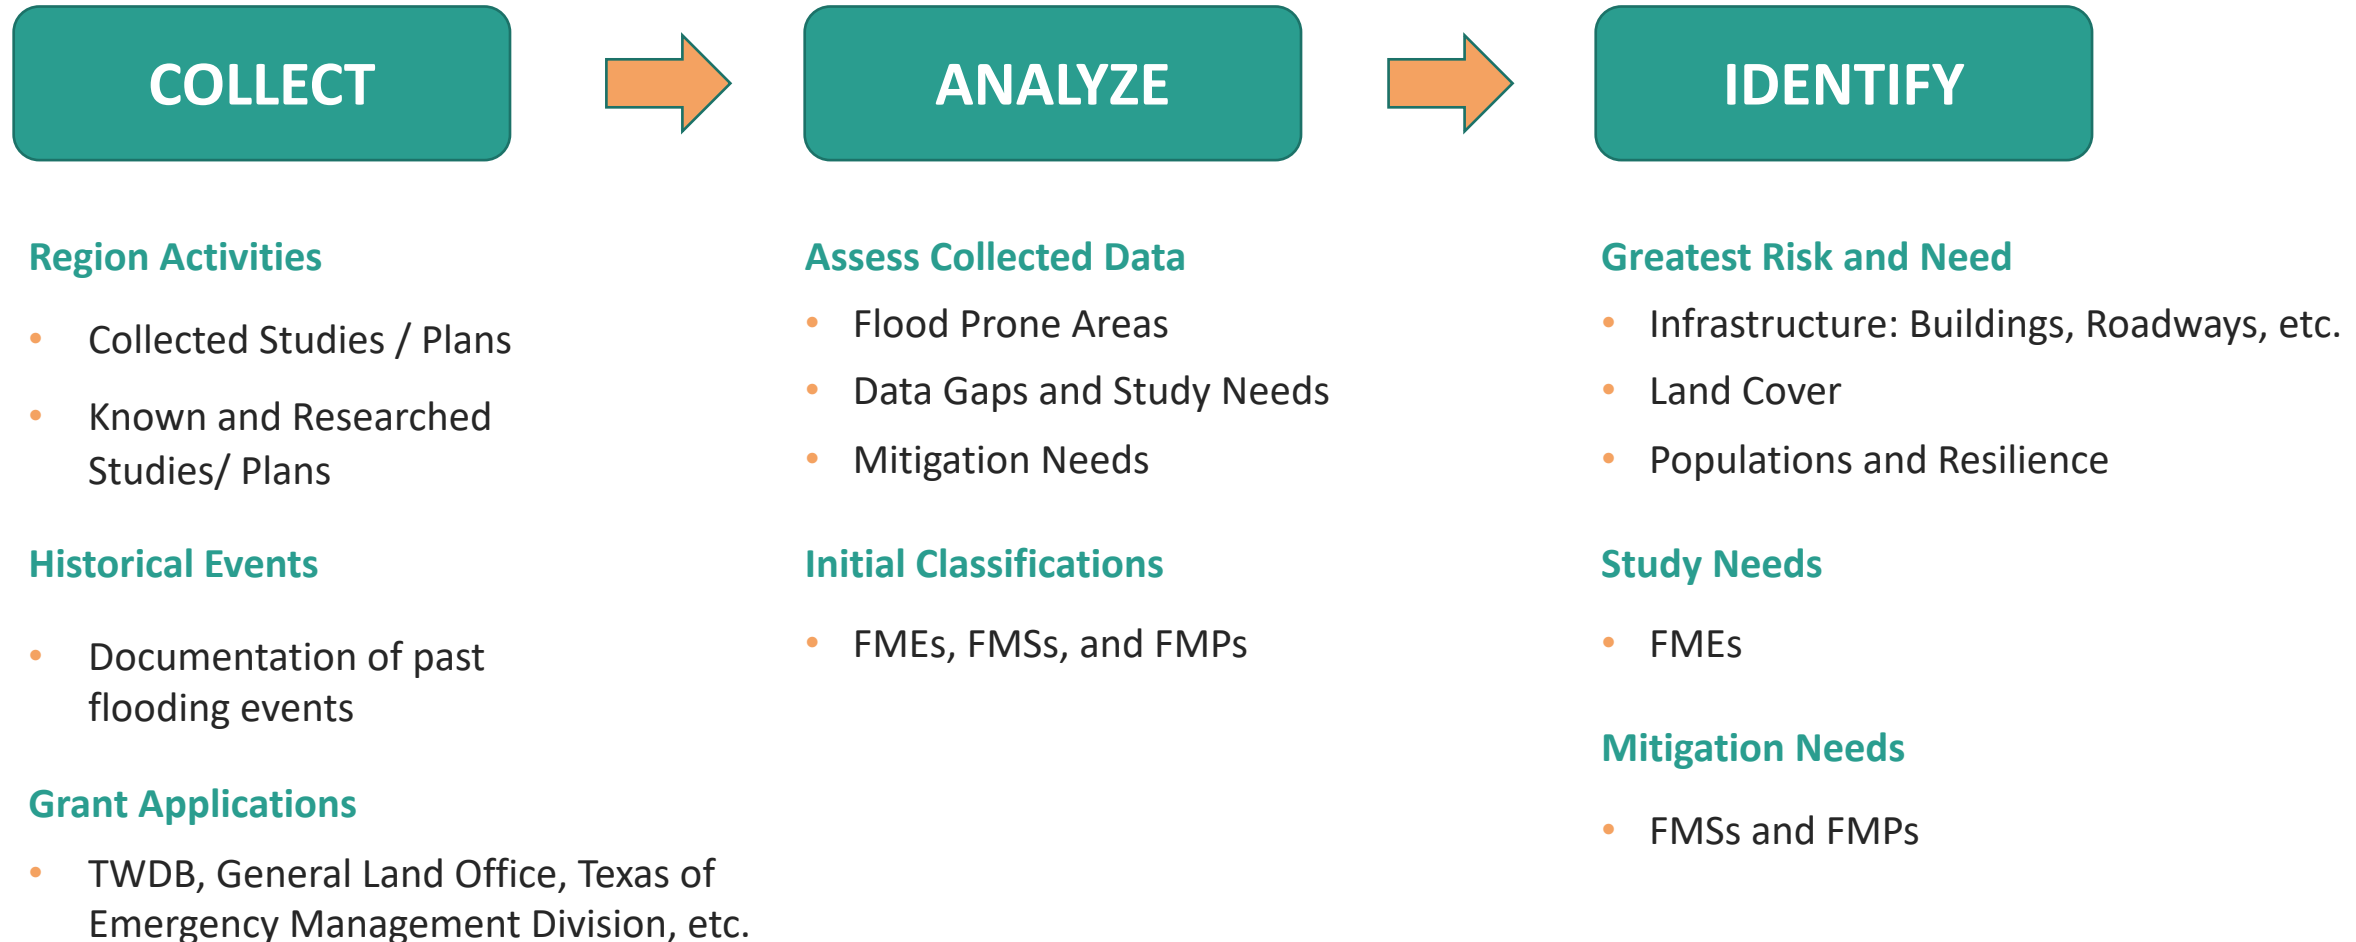 COLLECT
Region Activities
• Collected Studies / Plans
• Known and Researched
Studies/ Plans
Historical Events
• Documentation of past
flooding events
Grant Applications
• TWDB, General Land Office, Texas of
Emergency Management Division, etc.
ANALYZE
Assess Collected Data
• Flood Prone Areas
• Data Gaps and Study Needs
• Mitigation Needs
Initial Classifications
• FMEs, FMSs, and FMPs
IDENTIFY
Greatest Risk and Need
• Infrastructure: Buildings, Roadways, etc.
• Land Cover
• Populations and Resilience
Study Needs
• FMEs
Mitigation Needs
• FMSs and FMPs